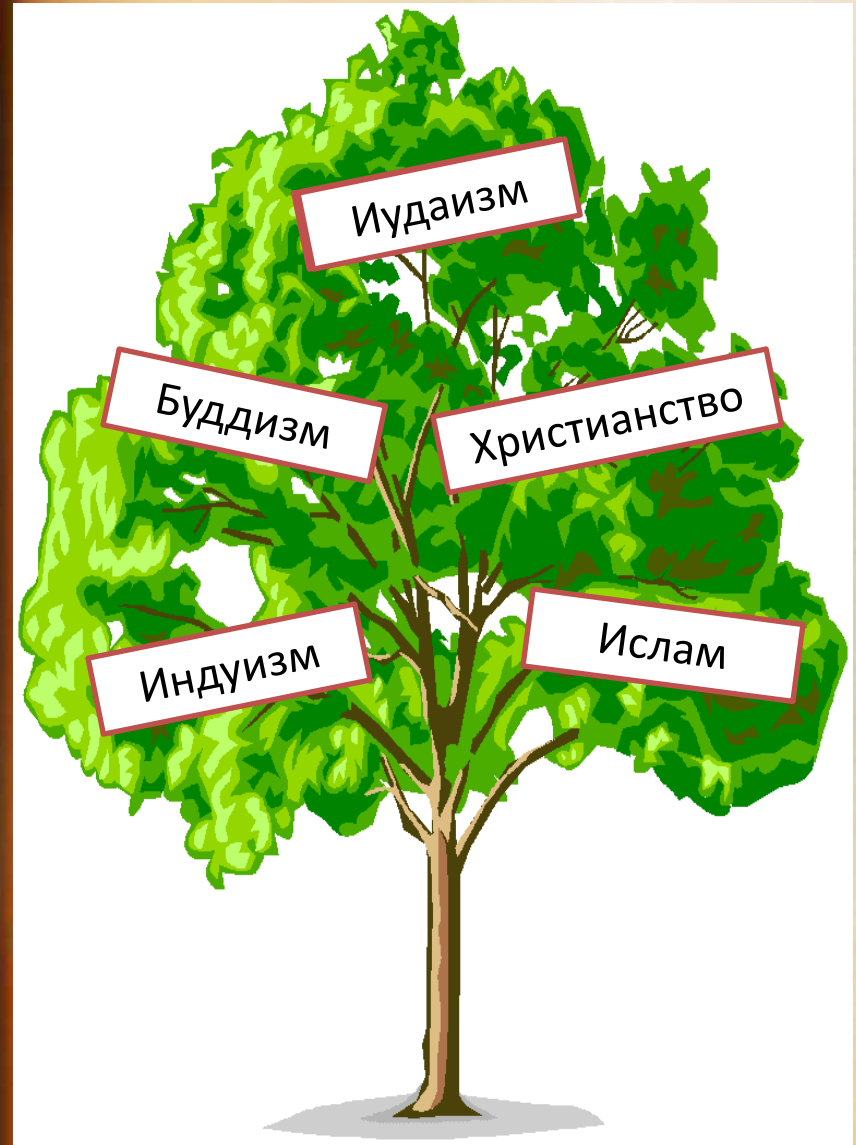 Иудаизм
Буддизм
Христианство
Индуизм
Ислам